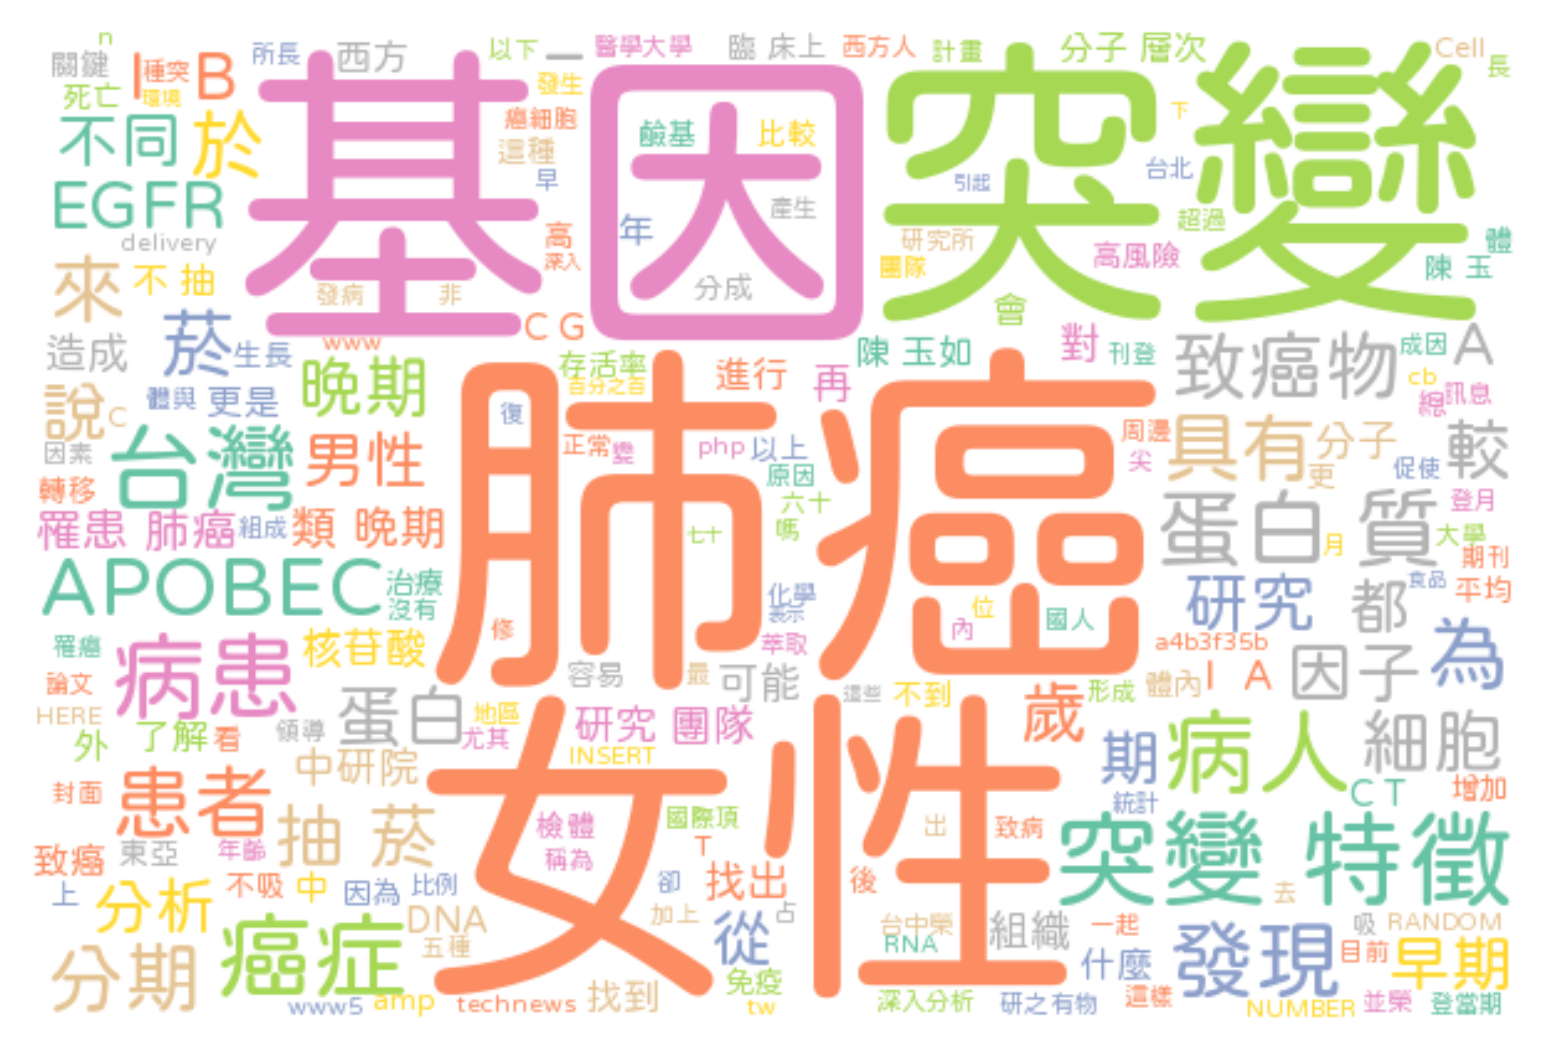 n
關鍵
種突
I B
所長
西方
以下
一
醫學大學
臨 床上
西方人
計畫
分子 層次
Cell
長
死亡
環境
基因
突變
發生
下
不同
於
癌細胞
鹼基
比較
這種
早
引起
台北
EGFR
delivery
年
產生
超過
研究所
高
深入
體
團隊
高風險
陳 玉
來
不 抽
發病
非
分成
會
C G
造成
菸
生長
www
存活率
百分之百
進行
再
陳 玉如
對
刊登
致癌物
成因
A
cb
晚期
說
C
體與
更是
復
肺癌
總
訊息
因素
台灣
男性
正常
變
php
以上
周邊
尖
具有
分子
更
較
促使
轉移
原因
六十
登月
罹患 肺癌
組成
類 晚期
七十
嗎
蛋白 質
月
大學
期刊
APOBEC
治療
沒有
化學
表示
研究
都
食品
平均
位
內
國人
罹癌
病患
核苷酸
修
萃取
a4b3f35b
為
論文
容易
最
可能
這些
不到
歲
形成
體內
I A
因子
HERE
外
了解
看
領導
蛋白
地區
尤其
研究 團隊
INSERT
女性
期
病人
細胞
中研院
封面
患者
抽 菸
檢體
稱為
國際頂
T
出
致病
統計
C T
增加
致癌
東亞
年齡
突變 特徵
上
分析
不吸
中
因為
比例
卻
找出
後
去
加上
占
分期
癌症
DNA
五種
從
台中榮
RNA
組織
一起
什麼
發現
吸
RANDOM
目前
早期
免疫
tw
www5
amp
technews
找到
深入分析
研之有物
這樣
NUMBER
並榮
登當期